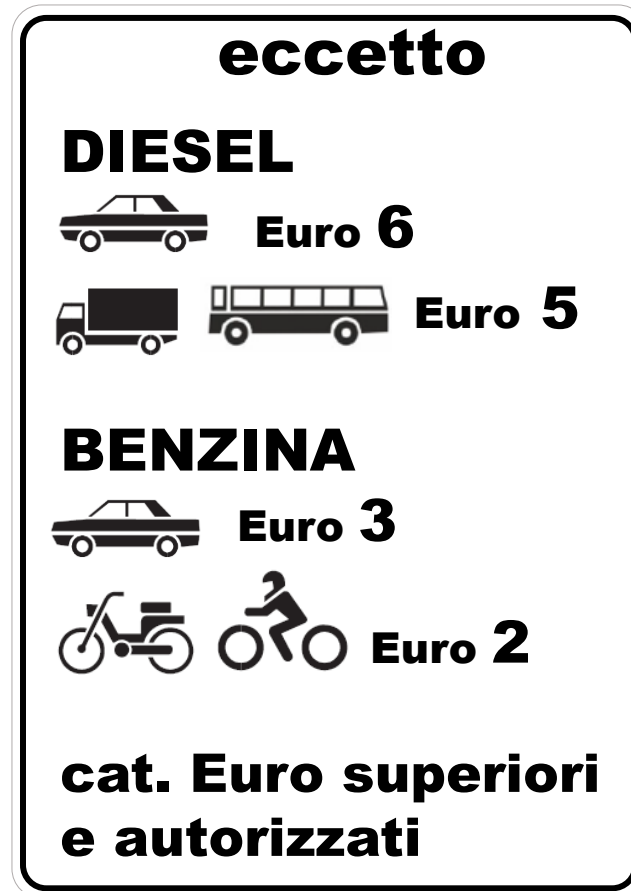 eccetto
DIESEL
Euro 6
Euro 5
BENZINA
Euro 3
Euro 2
cat. Euro superiori
e autorizzati